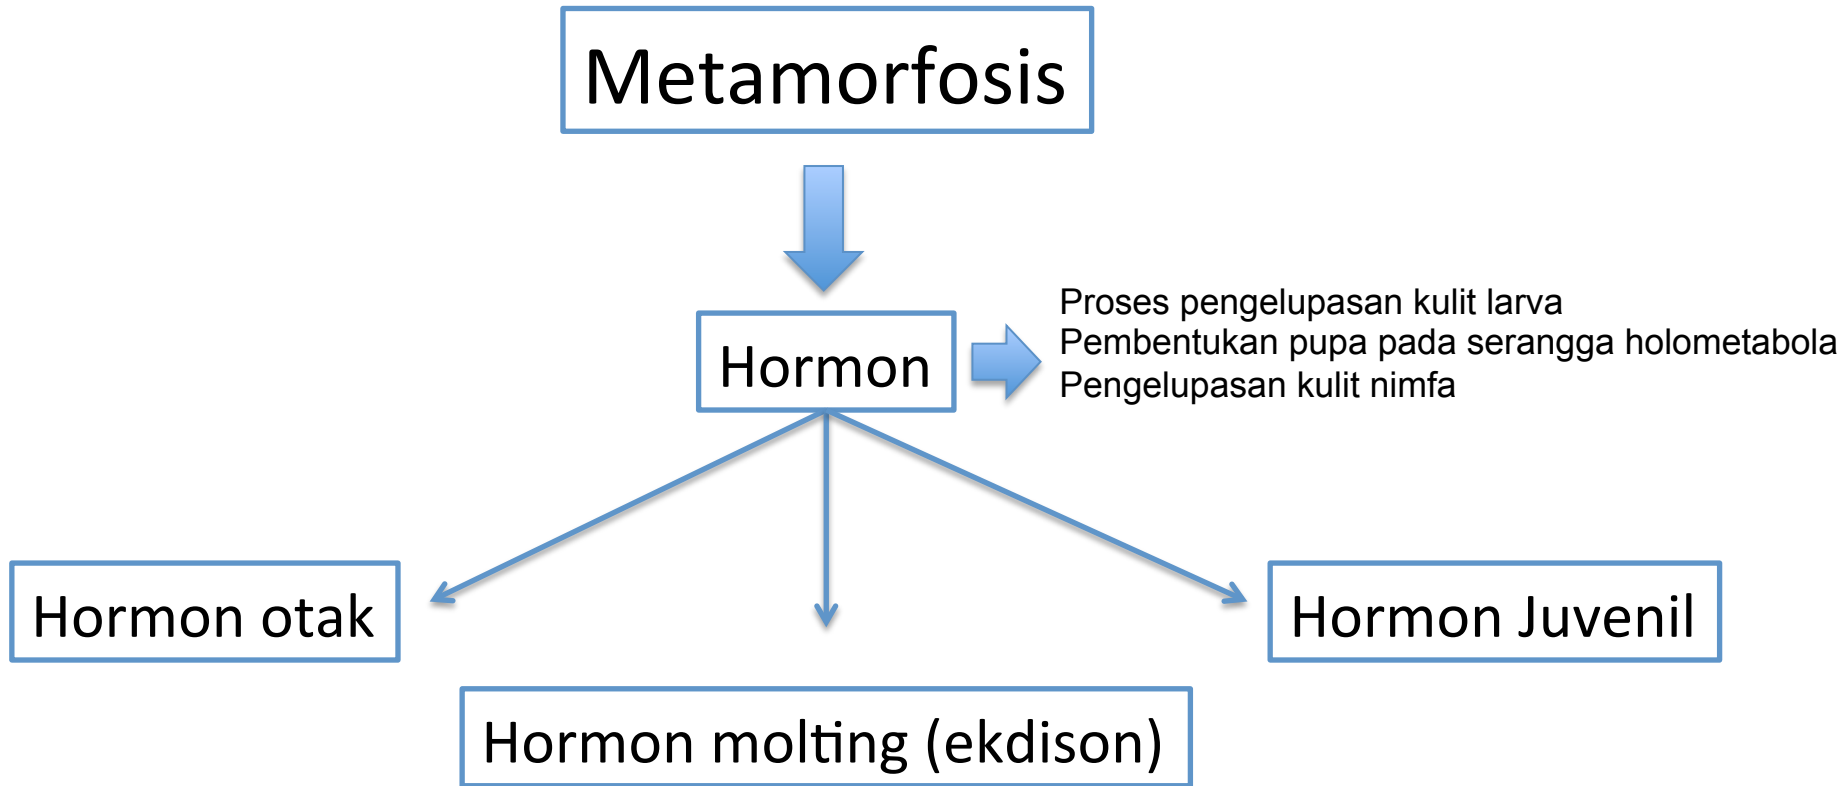 Metamorfosis
Hormon
Proses pengelupasan kulit larva
Pembentukan pupa pada serangga holometabola
Pengelupasan kulit nimfa
Hormon otak
Hormon molting (ekdison)
Hormon Juvenil